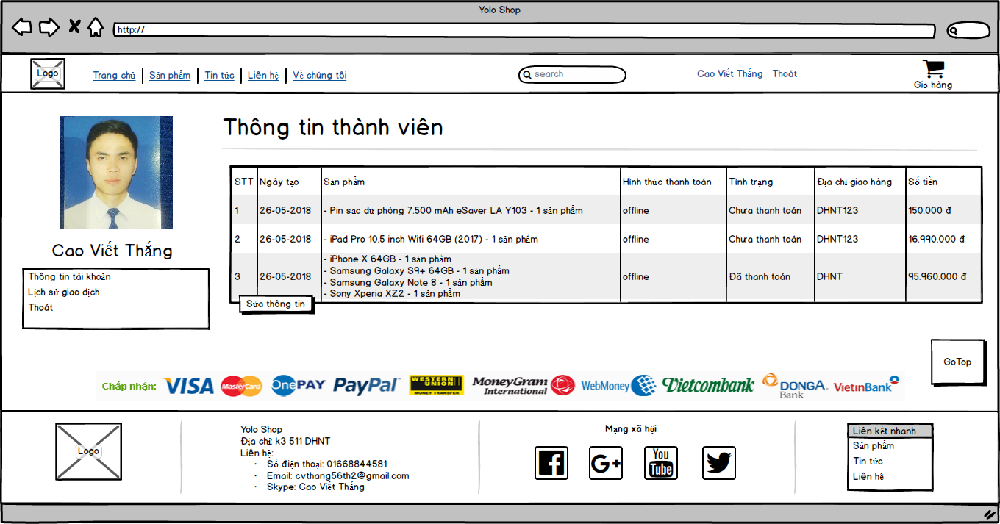 Yolo Shop
http://
Logo
Trang chủ
Sản phẩm
Tin tức
Liên hệ
Về chúng tôi
search
Cao Viết Thắng
Thoát
Giỏ hàng
Cao Viết Thắng
Thông tin tài khoản
Lịch sử giao dịch
Thoát
Thông tin thành viên
STT Ngày tạo Sản phẩm Hình thức thanh toán Tình trạng Địa chỉ giao hàng Số tiền
1 26-05-2018 - Pin sạc dự phòng 7.500 mAh eSaver LA Y103 - 1 sản phẩm offline Chưa thanh toán DHNT123 150.000 đ
2 26-05-2018 - iPad Pro 10.5 inch Wifi 64GB (2017) - 1 sản phẩm offline Chưa thanh toán DHNT123 16.990.000 đ
- iPhone X 64GB - 1 sản phẩm
- Samsung Galaxy S9+ 64GB - 1 sản phẩm
3 26-05-2018 - Samsung Galaxy Note 8 - 1 sản phẩm offline Đã thanh toán DHNT 95.960.000 đ
- Sony Xperia XZ2 - 1 sản phẩm
Sửa thông tin
GoTop
Chấp nhận: VISA MasterCard OnePAY PayPal WESTERN UNION MONEY TRANSFER MoneyGram International WebMoney Vietcombank DONGA Bank VietinBank
Logo
Yolo Shop
Địa chỉ: k3 511 DHNT
Liên hệ:
· Số điện thoại: 01668844581
· Email: cvthang56th2@gmail.com
· Skype: Cao Viết Thắng
Mạng xã hội
G+
You
Tube
Liên kết nhanh
Sản phẩm
Tin tức
Liên hệ